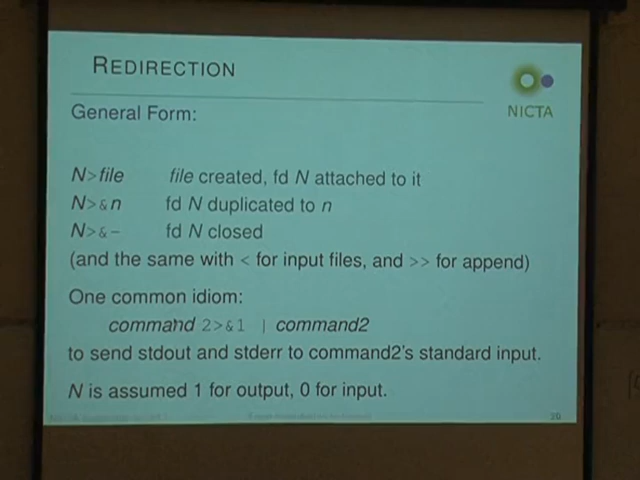 REDIRECTION
NICTA
General Form:
N>file file created, fd N attached to it
N>&n fd N duplicated to n
N>&- fd N closed
(and the same with < for input files, and >> for append)
One common idiom:
command 2>&1 | command2
to send stdout and stderr to command2's standard input.
N is assumed 1 for output, 0 for input.
20